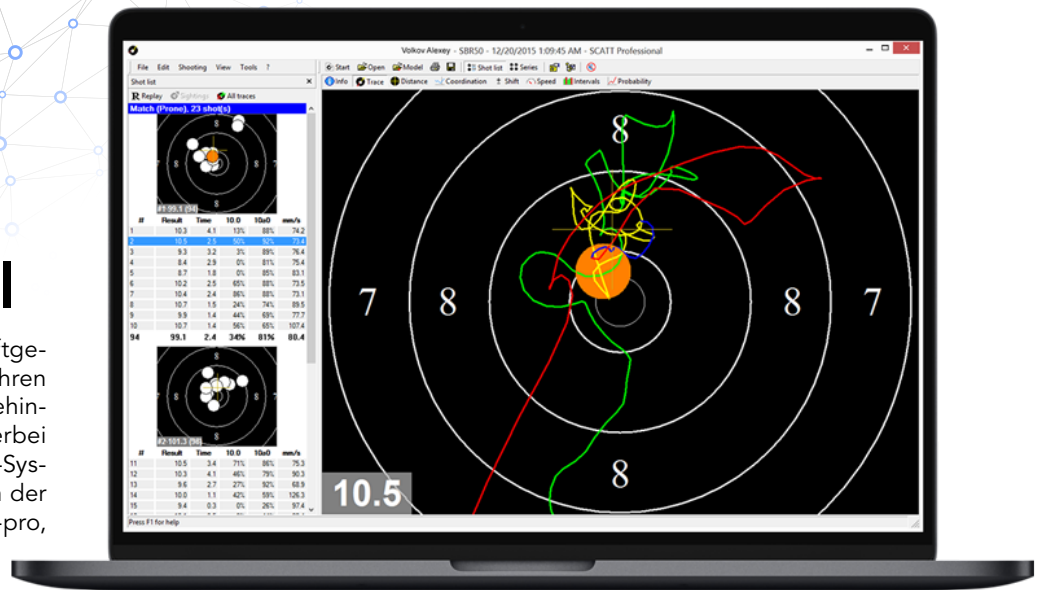 Volkov Alexey - SBR50 - 12/20/2015 1:09:45 AM - SCATT Professional
File Edit Shooting View Tools ?
Start Open Model Shot list Series
Shot list ×
Info Trace Distance Coordination Shift Speed Intervals Probability
Replay Sightings All traces
Match (Prone), 23 shot(s)
8
7 8 8
#1-99.1 (94)
# Result Time 10.0 10a0 mm/s
1 10.3 4.1 13% 88% 74.2
2 10.5 2.5 50% 92% 73.4
3 9.3 3.2 3% 89% 76.4
4 8.4 2.9 0% 81% 75.4
5 8.7 1.8 0% 85% 83.1
6 10.2 2.5 65% 88% 73.5
7 10.4 2.4 86% 88% 73.1
8 10.7 1.5 24% 74% 89.5
9 9.9 1.4 44% 69% 77.7
10 10.7 1.4 56% 65% 107.4
94 99.1 2.4 34% 81% 80.4
8
7 8 8
#2-101.3 (98)
# Result Time 10.0 10a0 mm/s
11 10.5 3.4 71% 86% 75.3
12 10.3 4.1 46% 79% 90.3
13 9.6 2.7 27% 92% 68.9
14 10.0 1.1 42% 59% 126.3
15 9.4 0.3 0% 26% 97.4
Press F1 for help
8
7 8 8 7
8
10.5
l
ftge-
hren
ehin-
erbei
-Sys-
n der
-pro,